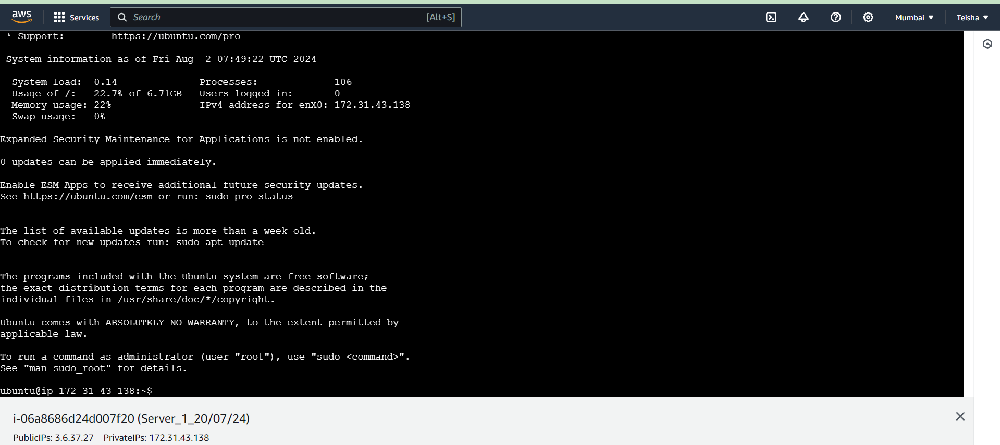 aws Services Search [Alt+S] Mumbai Teisha
* Support:        https://ubuntu.com/pro
System information as of Fri Aug  2 07:49:22 UTC 2024
System load:  0.14              Processes:             106
Usage of /:   22.7% of 6.71GB   Users logged in:       0
Memory usage: 22%               IPv4 address for enX0: 172.31.43.138
Swap usage:   0%
Expanded Security Maintenance for Applications is not enabled.
0 updates can be applied immediately.
Enable ESM Apps to receive additional future security updates.
See https://ubuntu.com/esm or run: sudo pro status
The list of available updates is more than a week old.
To check for new updates run: sudo apt update
The programs included with the Ubuntu system are free software;
the exact distribution terms for each program are described in the
individual files in /usr/share/doc/*/copyright.
Ubuntu comes with ABSOLUTELY NO WARRANTY, to the extent permitted by
applicable law.
To run a command as administrator (user "root"), use "sudo <command>".
See "man sudo_root" for details.
ubuntu@ip-172-31-43-138:~$
i-06a8686d24d007f20 (Server_1_20/07/24)
PublicIPs: 3.6.37.27    PrivateIPs: 172.31.43.138